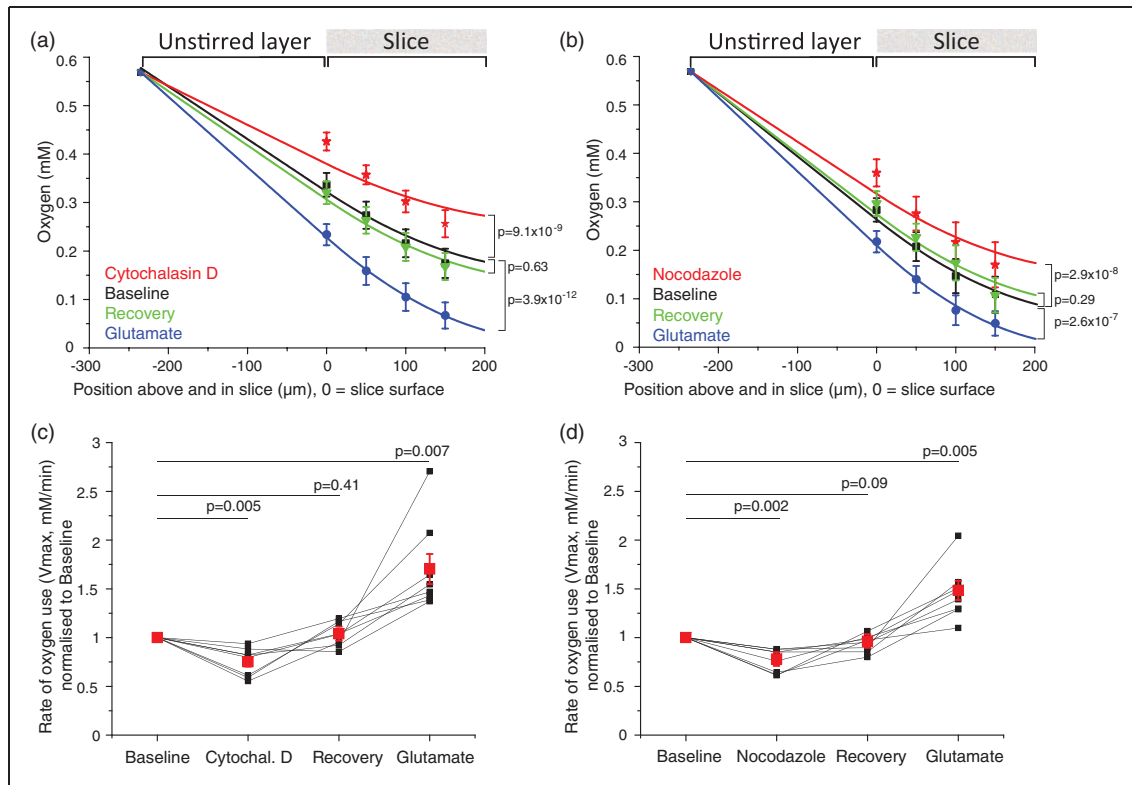 (a)
Unstirred layer
Slice
0.6
0.5
0.4
0.3
0.2
0.1
0
Oxygen (mM)
p=9.1x10⁻⁹
p=0.63
p=3.9x10⁻¹²
Cytochalasin D
Baseline
Recovery
Glutamate
-300
-200
-100
0
100
200
Position above and in slice (µm), 0 = slice surface
(b)
Unstirred layer
Slice
0.6
0.5
0.4
0.3
0.2
0.1
0
Oxygen (mM)
p=2.9x10⁻⁸
p=0.29
p=2.6x10⁻⁷
Nocodazole
Baseline
Recovery
Glutamate
-300
-200
-100
0
100
200
Position above and in slice (µm), 0 = slice surface
(c)
3
2.5
2
1.5
1
0.5
0
Rate of oxygen use (Vmax, mM/min)
normalised to Baseline
p=0.007
p=0.41
p=0.005
Baseline
Cytochal. D
Recovery
Glutamate
(d)
3
2.5
2
1.5
1
0.5
0
Rate of oxygen use (Vmax, mM/min)
normalised to Baseline
p=0.005
p=0.09
p=0.002
Baseline
Nocodazole
Recovery
Glutamate